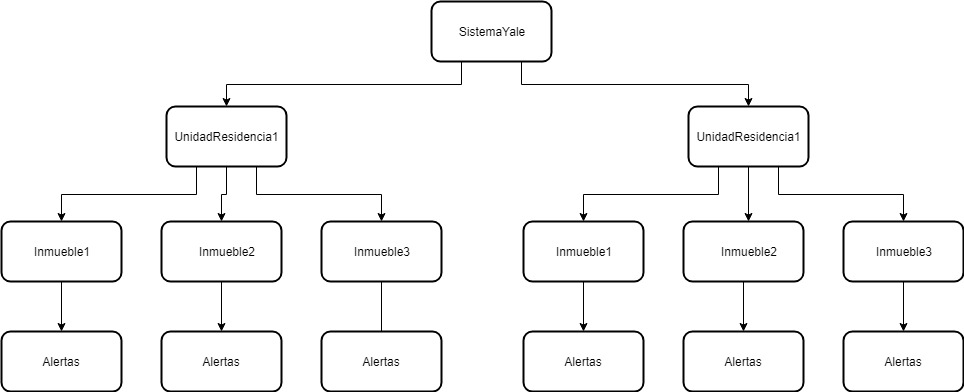 SistemaYale
UnidadResidencia1
UnidadResidencia1
Inmueble1
Inmueble2
Inmueble3
Inmueble1
Inmueble2
Inmueble3
Alertas
Alertas
Alertas
Alertas
Alertas
Alertas